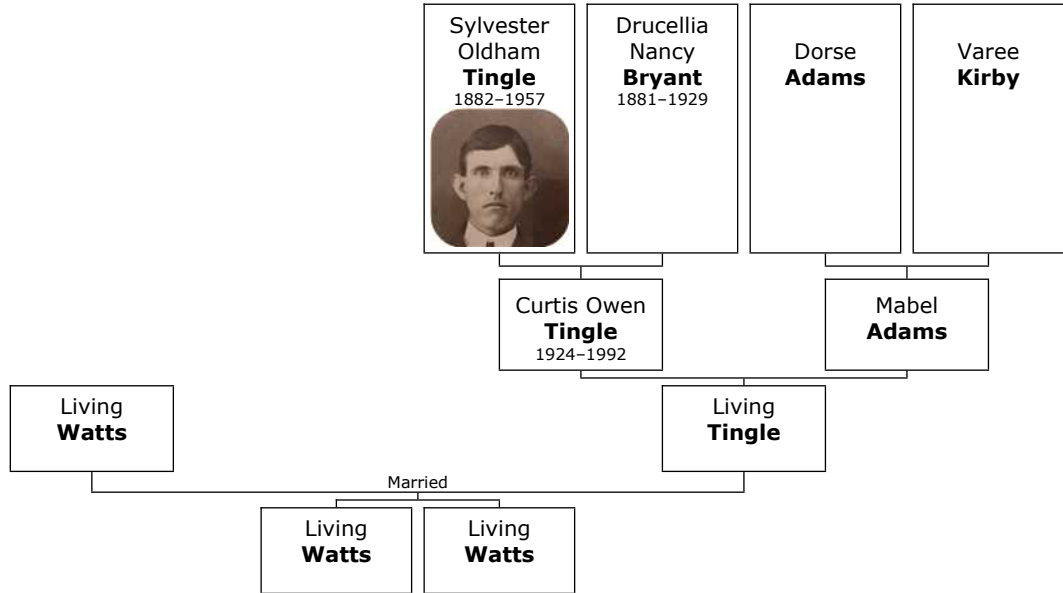 Sylvester
Oldham
Tingle
1882–1957
Drucellia
Nancy
Bryant
1881–1929
Dorse
Adams
Varee
Kirby
Curtis Owen
Tingle
1924–1992
Mabel
Adams
Living
Watts
Living
Tingle
Married
Living
Watts
Living
Watts